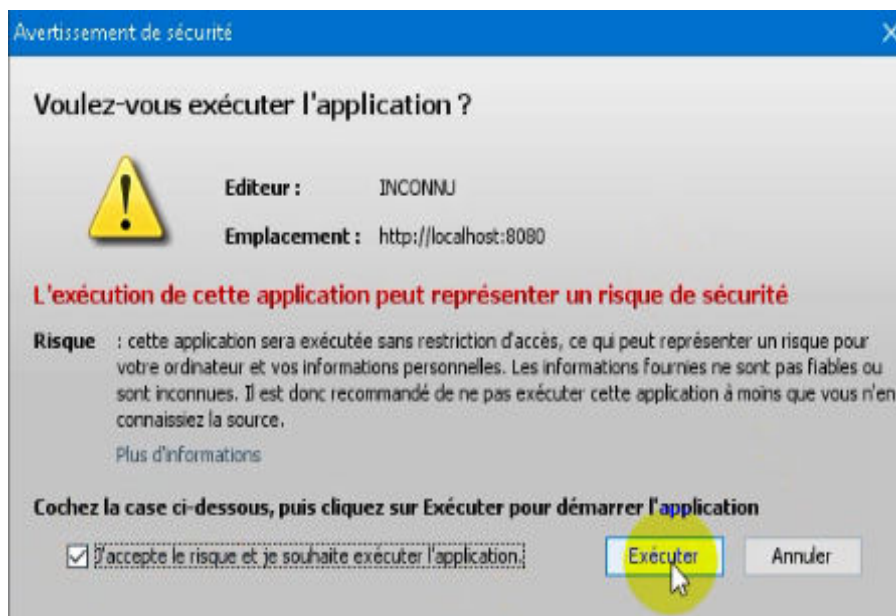 Avertissement de sécurité
Voulez-vous exécuter l'application ?
Editeur : INCONNU
Emplacement : http://localhost:8080
L'exécution de cette application peut représenter un risque de sécurité
Risque : cette application sera exécutée sans restriction d'accès, ce qui peut représenter un risque pour
votre ordinateur et vos informations personnelles. Les informations fournies ne sont pas fiables ou
sont inconnues. Il est donc recommandé de ne pas exécuter cette application à moins que vous n'en
connaissiez la source.
Plus d'informations
Cochez la case ci-dessous, puis cliquez sur Exécuter pour démarrer l'application
J'accepte le risque et je souhaite exécuter l'application.
Exécuter Annuler